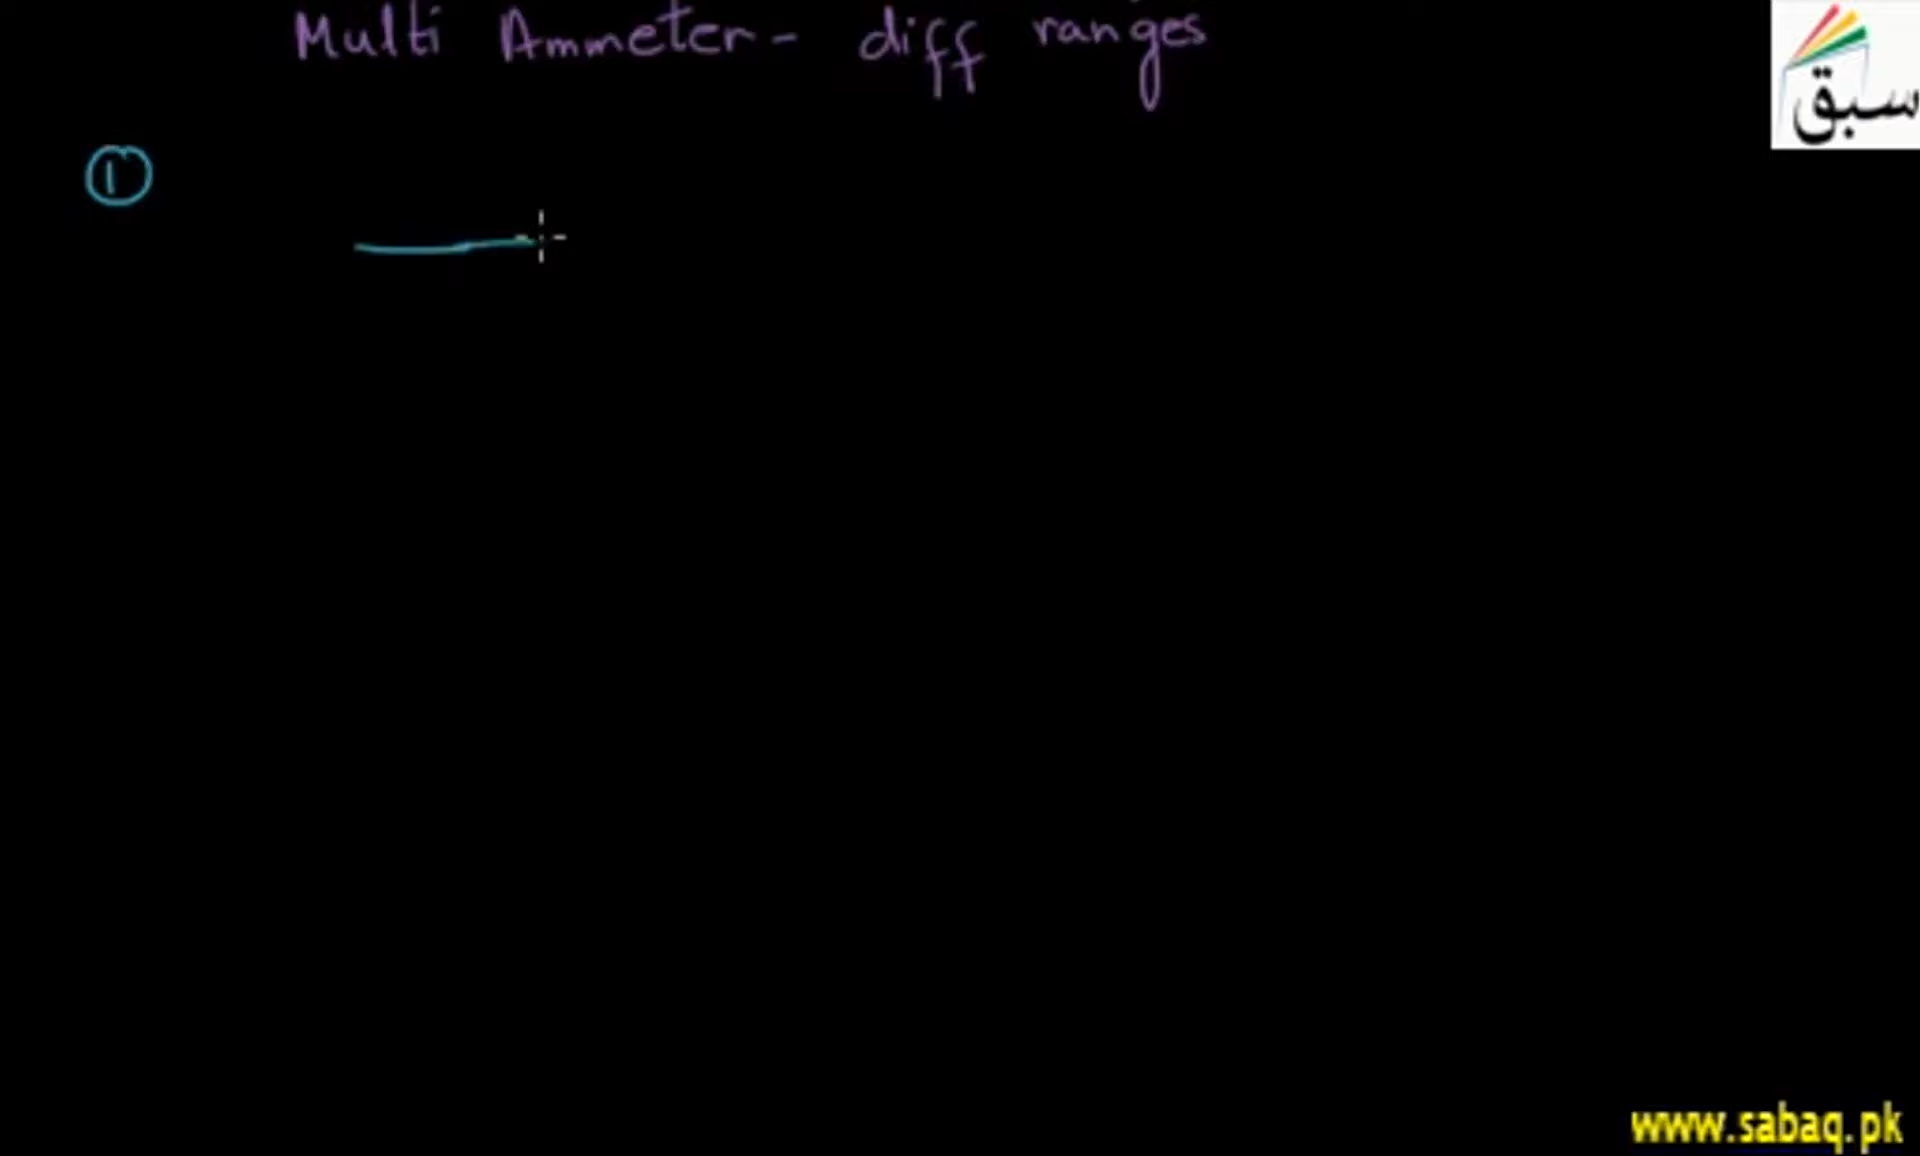 Multi Ammeter - diff ranges
سبق
①
www.sabaq.pk